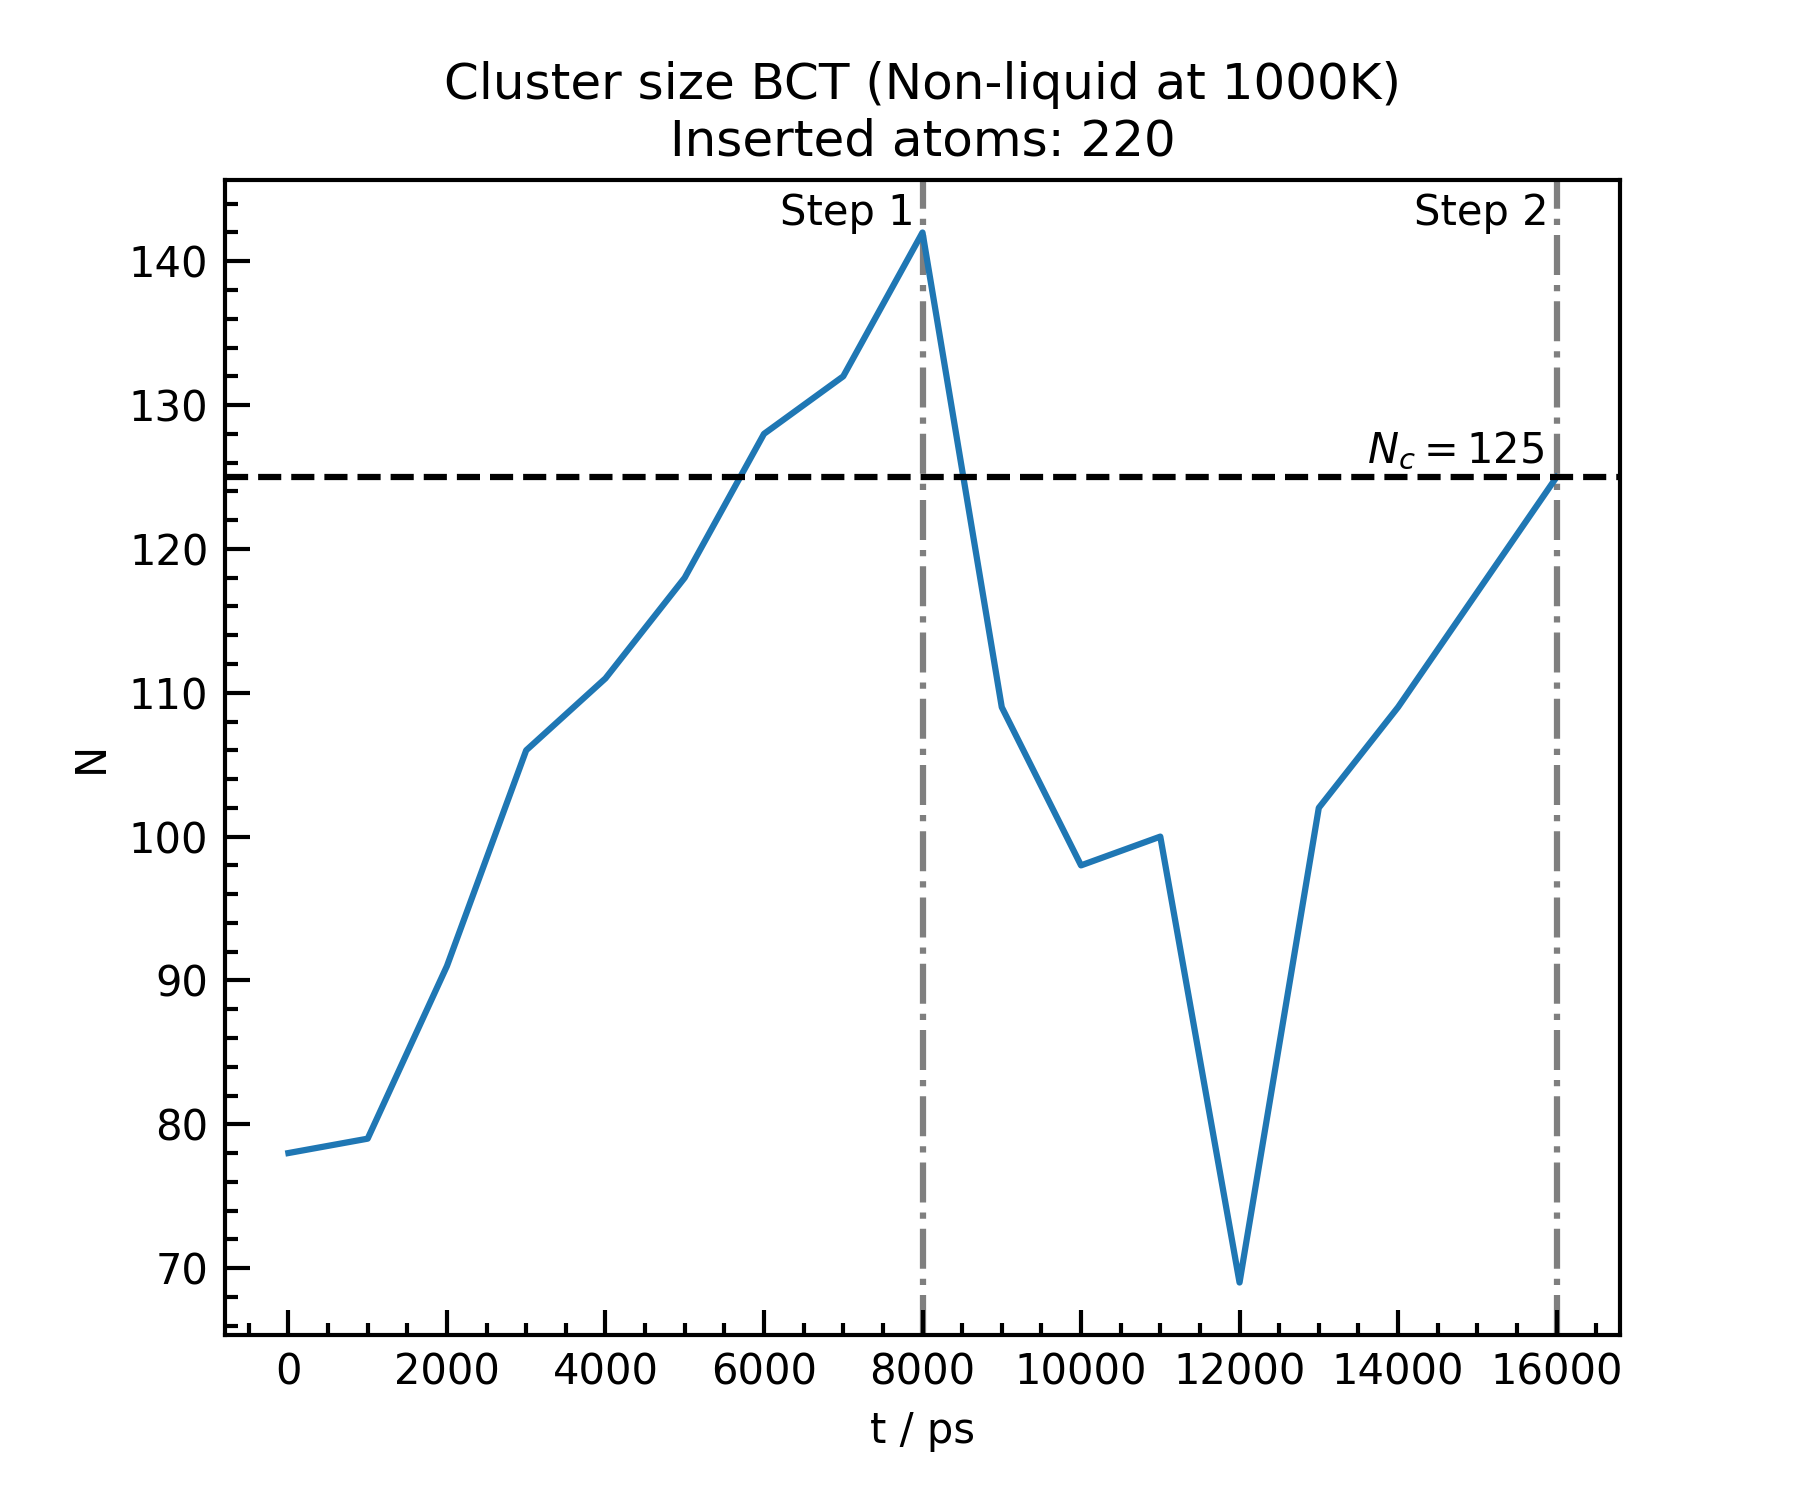 Cluster size BCT (Non-liquid at 1000K)
Inserted atoms: 220
Step 1
Step 2
N_c = 125
N
140
130
120
110
100
90
80
70
0 2000 4000 6000 8000 10000 12000 14000 16000
t / ps